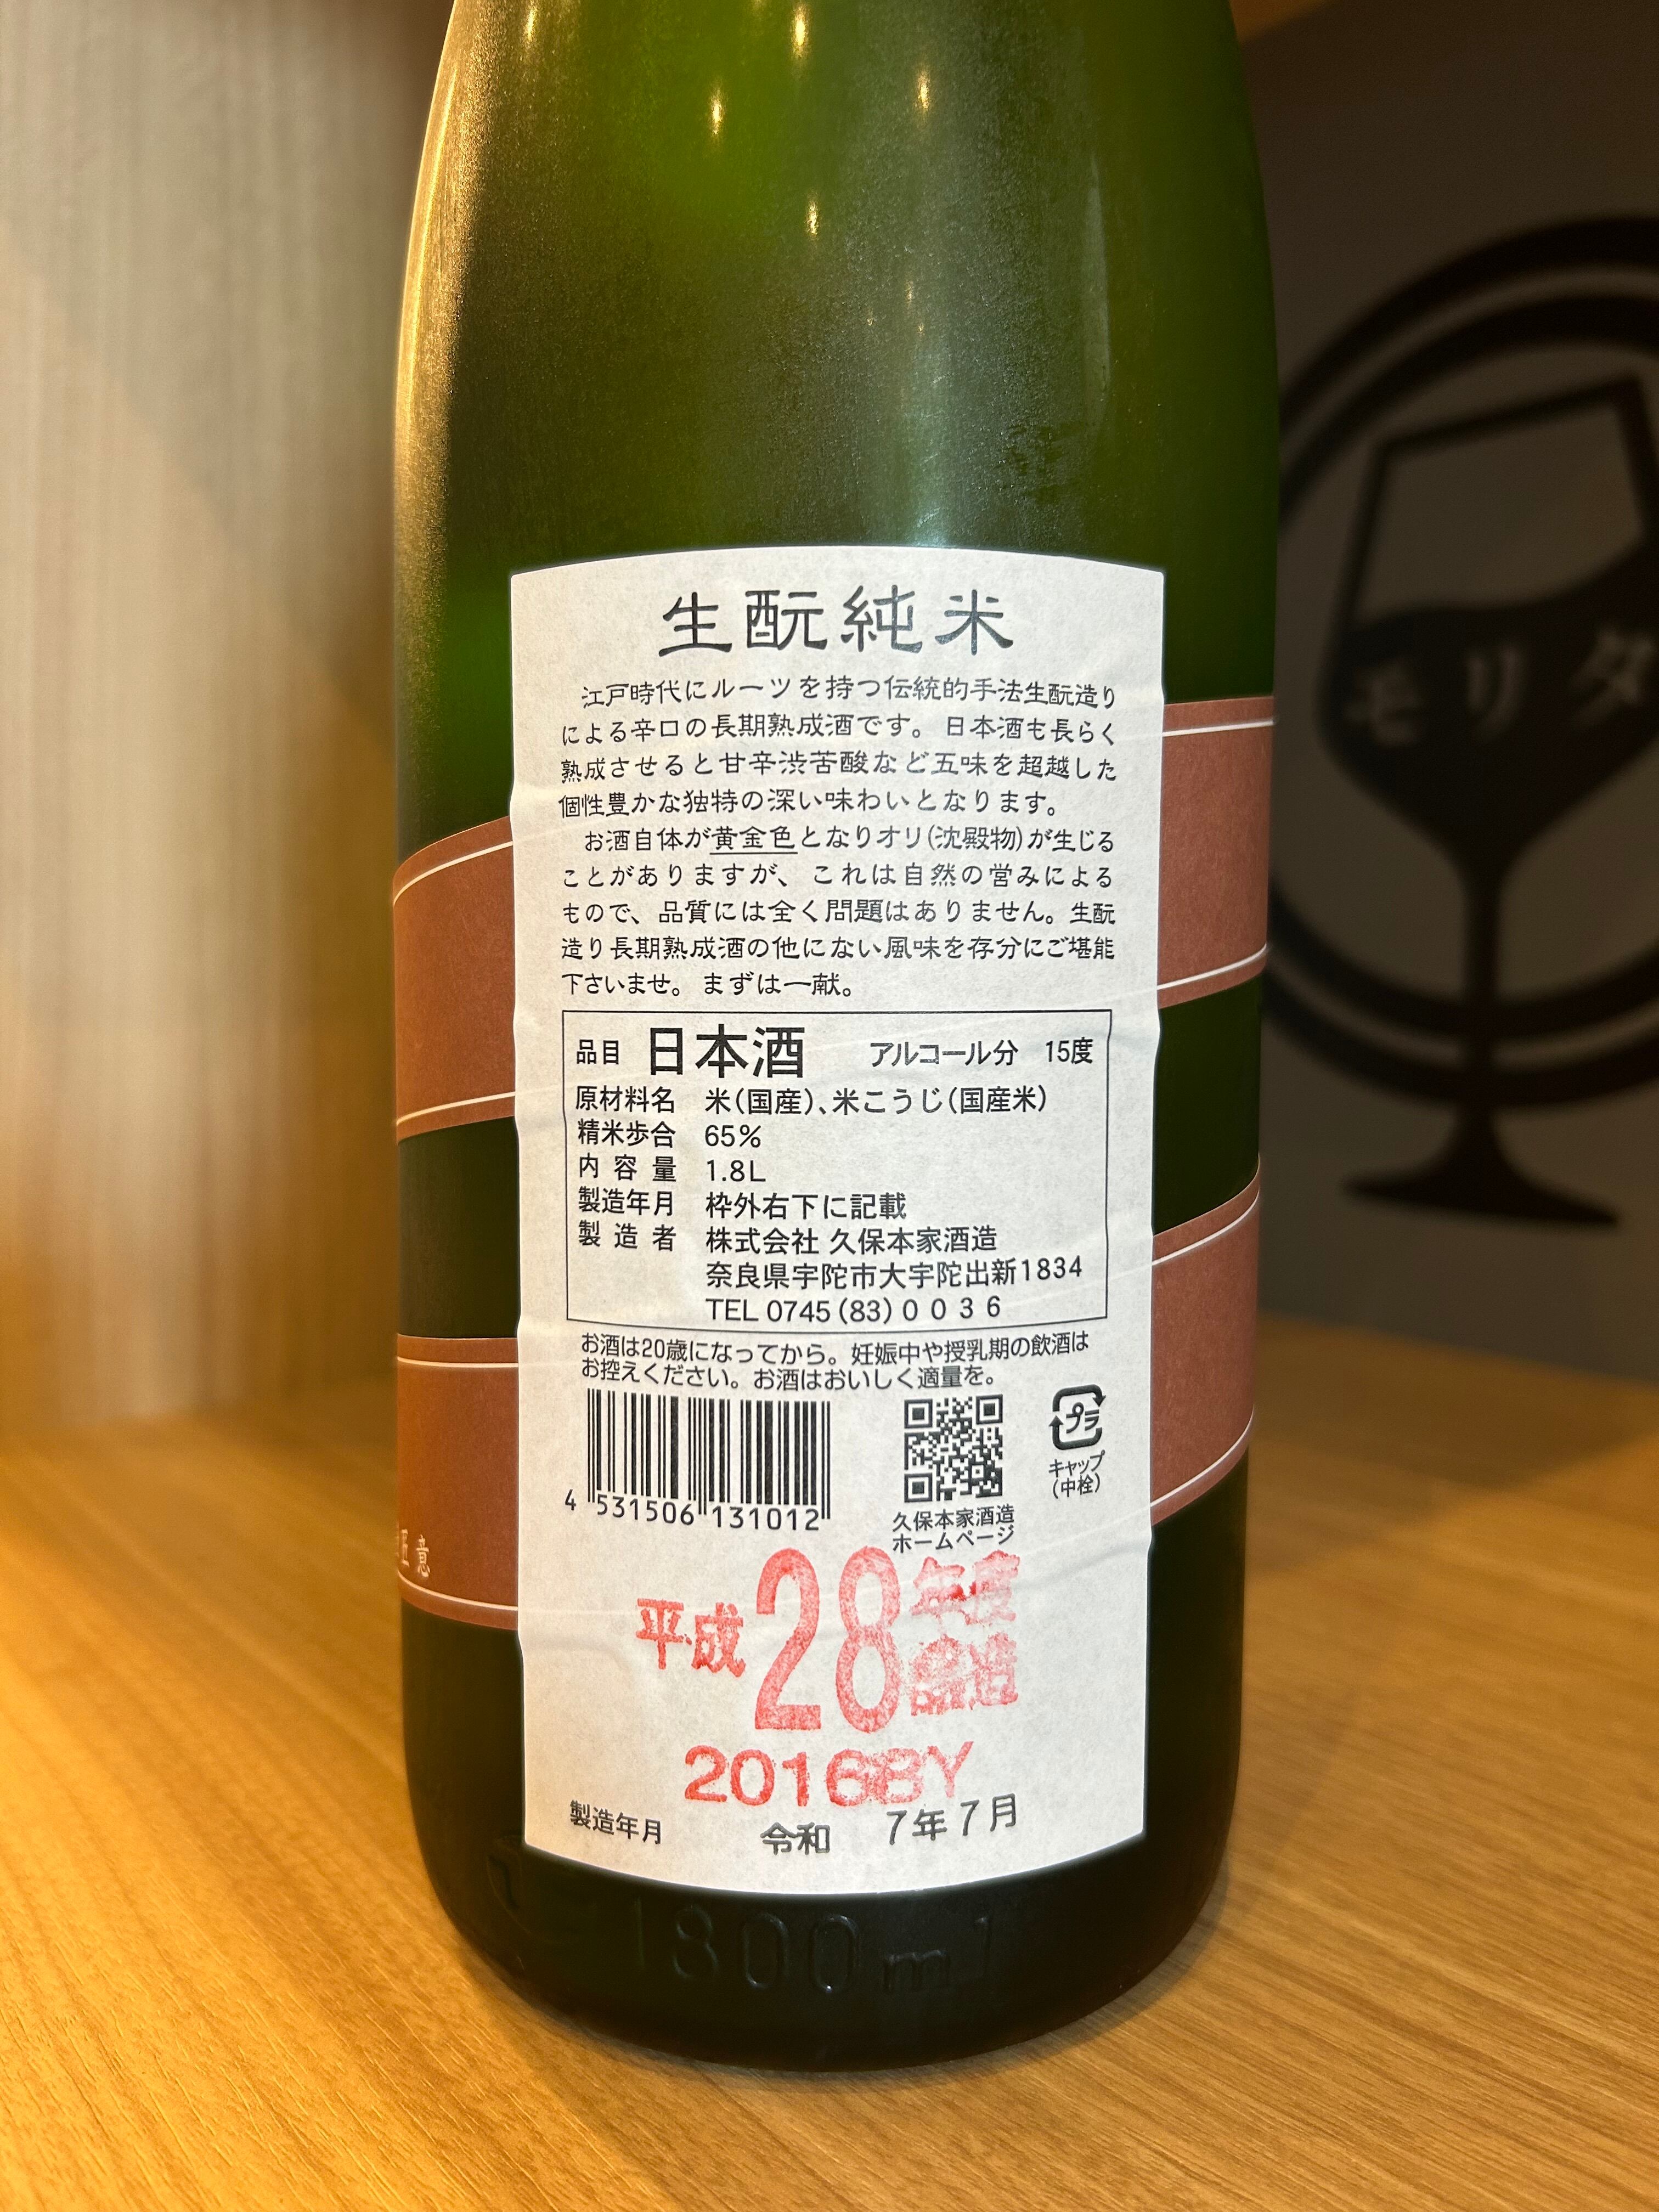 生酛純米
江戸時代にルーツを持つ伝統的手法生酛造り
による辛口の長期熟成酒です。日本酒も長らく
熟成させると甘辛渋苦酸など五味を超越した
個性豊かな独特の深い味わいとなります。
お酒自体が黄金色となりオリ(沈殿物)が生じる
ことがありますが、これは自然の営みによる
もので、品質には全く問題はありません。生酛
造り長期熟成酒の他にない風味を存分にご堪能
下さいませ。まずは一献。
品目 日本酒 アルコール分 15度
原材料名 米(国産)、米こうじ(国産米)
精米歩合 65%
内容量 1.8L
製造年月 枠外右下に記載
製造者 株式会社 久保本家酒造
奈良県宇陀市大宇陀出新1834
TEL 0745(83)0036
お酒は20歳になってから。妊娠中や授乳期の飲酒は
お控えください。お酒はおいしく適量を。
4 531506 131012
久保本家酒造
ホームページ
プラ
キャップ
(中栓)
平成28年度
醸造
2016BY
製造年月 令和 7年7月
1800ml
匠 意
モリタ